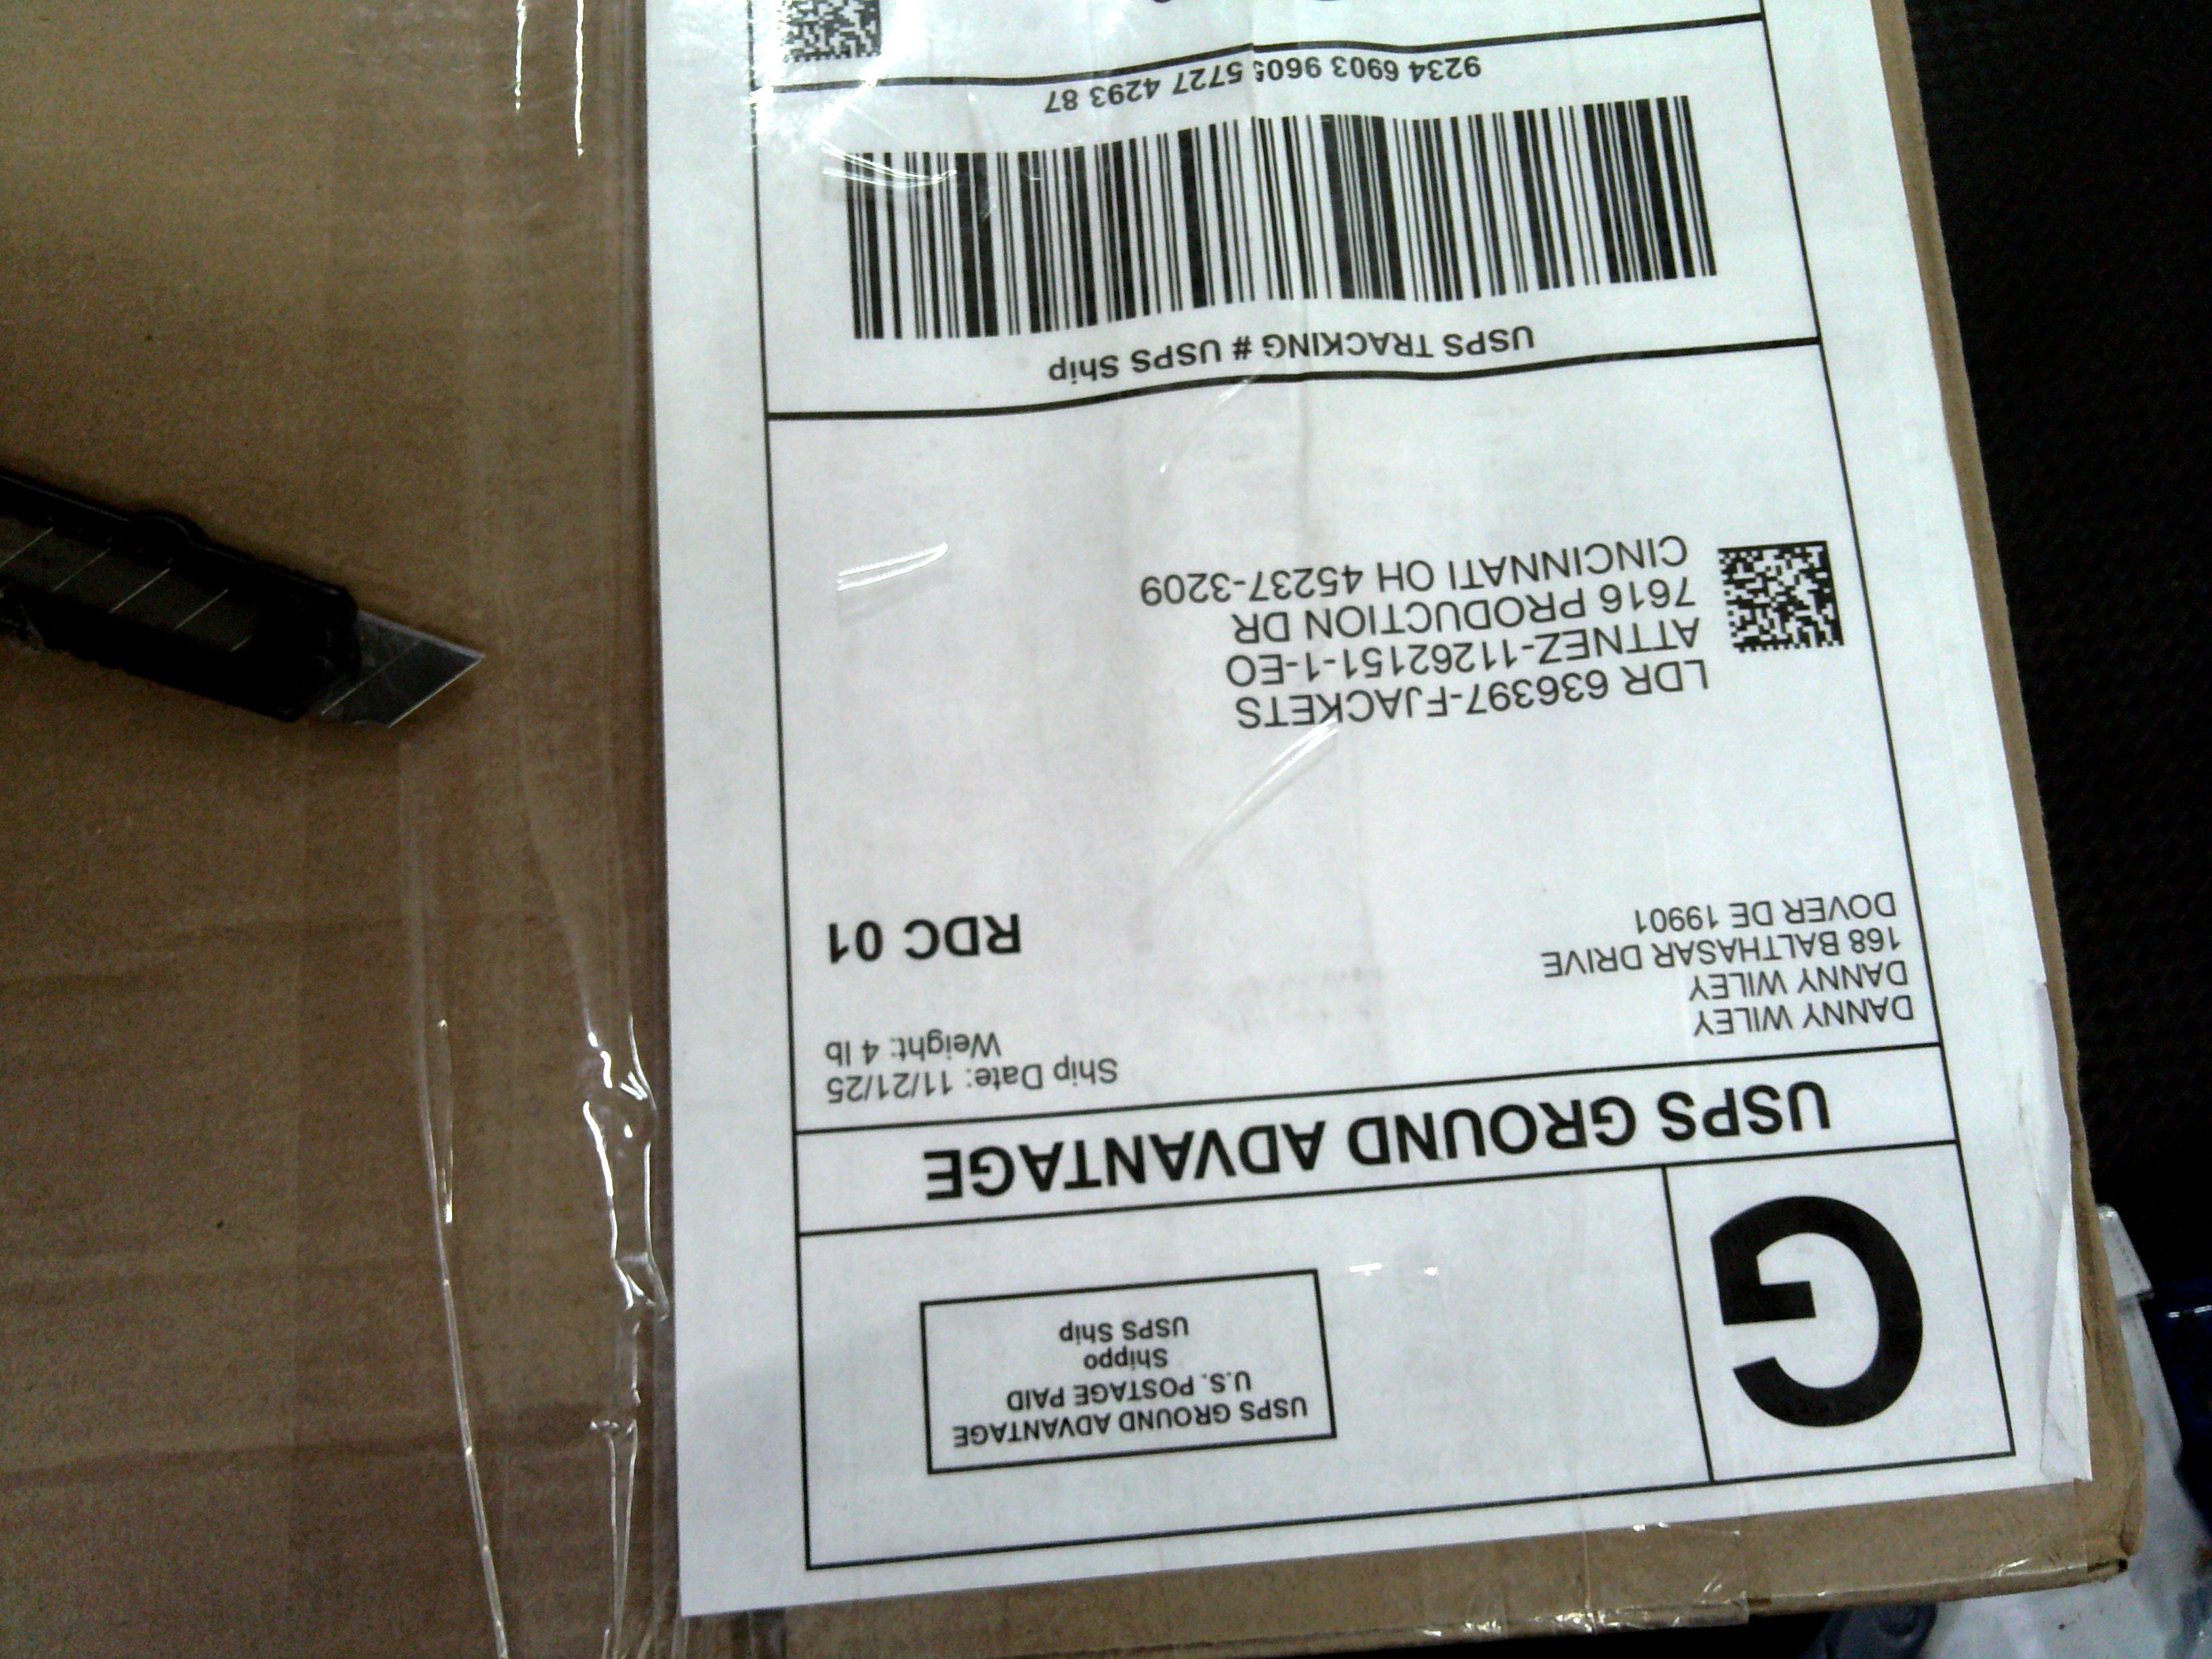 G
USPS GROUND ADVANTAGE
U.S. POSTAGE PAID
Shippo
USPS Ship
USPS GROUND ADVANTAGE
DANNY WILEY
DANNY WILEY
168 BALTHASAR DRIVE
DOVER DE 19901
Ship Date: 11/21/25
Weight: 4 lb
RDC 01
LDR 636397-FJACKETS
ATTNEZ-11262151-1-EO
7616 PRODUCTION DR
CINCINNATI OH 45237-3209
USPS TRACKING # USPS Ship
9234 6903 9605 5727 4293 87